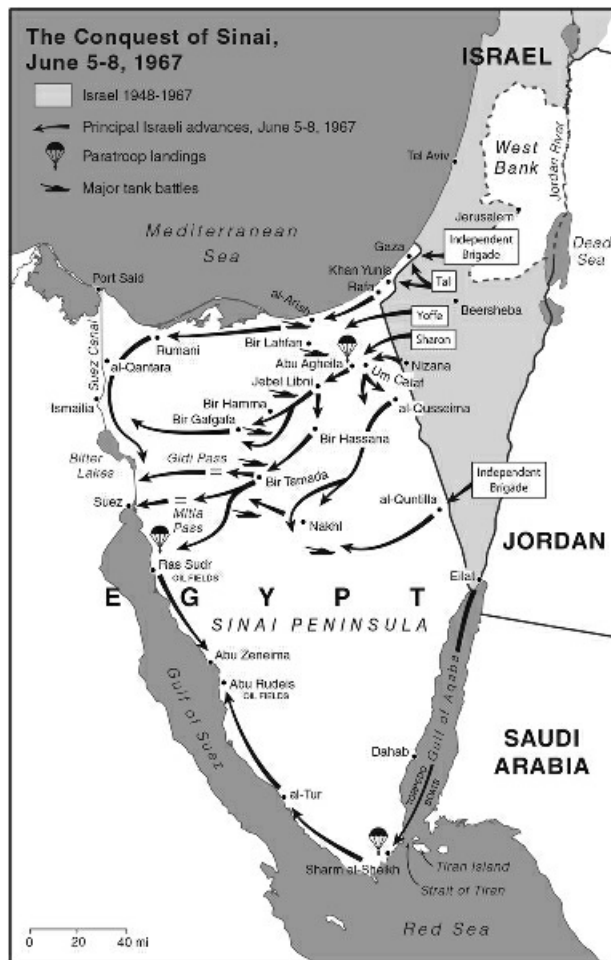 The Conquest of Sinai,
June 5-8, 1967
Israel 1948-1967
Principal Israeli advances, June 5-8, 1967
Paratroop landings
Major tank battles
ISRAEL
West
Bank
Jordan River
Tel Aviv
Jerusalem
Dead
Sea
Mediterranean
Sea
Gaza
Independent
Brigade
Khan Yunis
Rafa
Tal
Port Said
al-Arish
Yoffe
Beersheba
Suez Canal
Rumani
Bir Lahfan
Sharon
al-Qantara
Abu Agheila
Um Cataf
Nizana
Jebel Libni
Ismailia
Bir Hamma
al-Qusseima
Bir Gafgafa
Bir Hassana
Bitter
Lakes
Gidi Pass
Bir Tamada
Independent
Brigade
Suez
Mitla
Pass
Nakhl
al-Quntilla
JORDAN
Ras Sudr
OIL FIELDS
Eilat
EGYPT
SINAI PENINSULA
Abu Zeneima
Abu Rudeis
OIL FIELDS
Gulf of Suez
Gulf of Aqaba
SAUDI
ARABIA
Dahab
TORPEDO
BOATS
al-Tur
Sharm al-Sheikh
Tiran Island
Strait of Tiran
Red Sea
0 20 40 mi